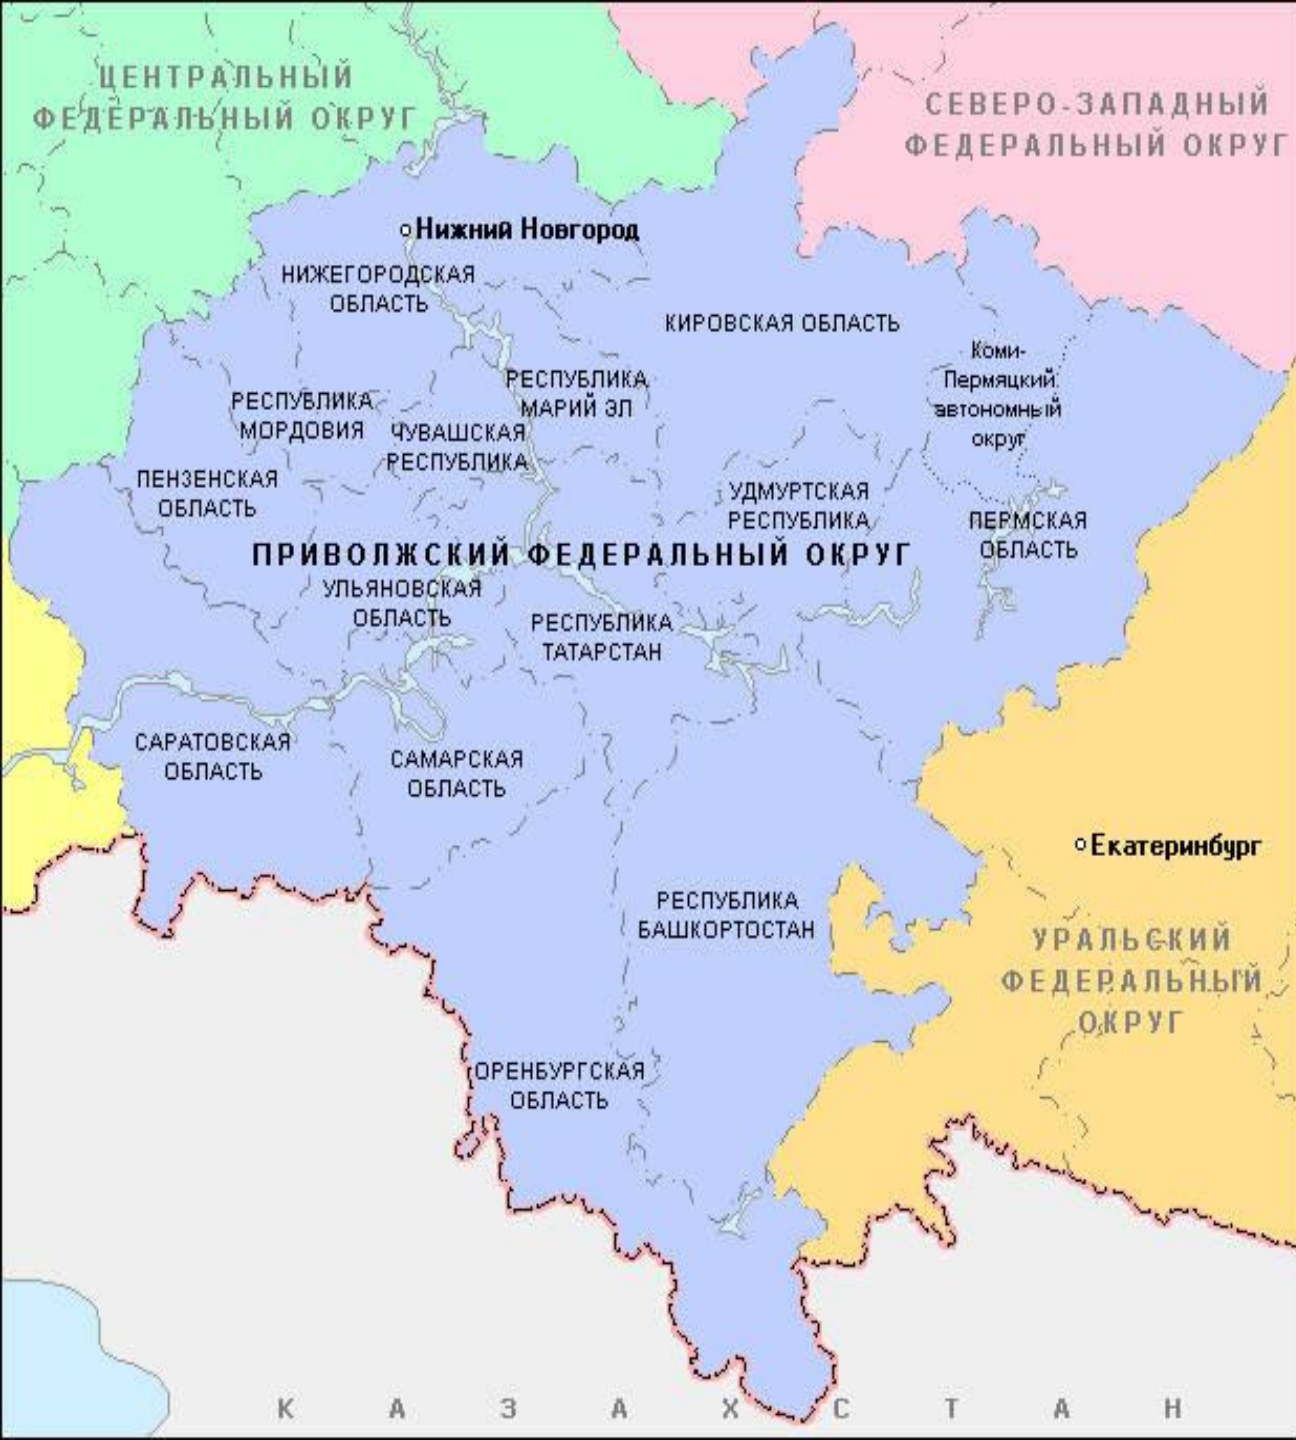 ЦЕНТРАЛЬНЫЙ
ФЕДЕРАЛЬНЫЙ ОКРУГ
СЕВЕРО-ЗАПАДНЫЙ
ФЕДЕРАЛЬНЫЙ ОКРУГ
Нижний Новгород
НИЖЕГОРОДСКАЯ
ОБЛАСТЬ
КИРОВСКАЯ ОБЛАСТЬ
Коми-
Пермяцкий
автономный
округ
РЕСПУБЛИКА
МАРИЙ ЭЛ
РЕСПУБЛИКА
МОРДОВИЯ
ЧУВАШСКАЯ
РЕСПУБЛИКА
ПЕНЗЕНСКАЯ
ОБЛАСТЬ
УДМУРТСКАЯ
РЕСПУБЛИКА
ПЕРМСКАЯ
ОБЛАСТЬ
ПРИВОЛЖСКИЙ ФЕДЕРАЛЬНЫЙ ОКРУГ
УЛЬЯНОВСКАЯ
ОБЛАСТЬ
РЕСПУБЛИКА
ТАТАРСТАН
САРАТОВСКАЯ
ОБЛАСТЬ
САМАРСКАЯ
ОБЛАСТЬ
Екатеринбург
РЕСПУБЛИКА
БАШКОРТОСТАН
УРАЛЬСКИЙ
ФЕДЕРАЛЬНЫЙ
ОКРУГ
ОРЕНБУРГСКАЯ
ОБЛАСТЬ
КАЗАХСТАН